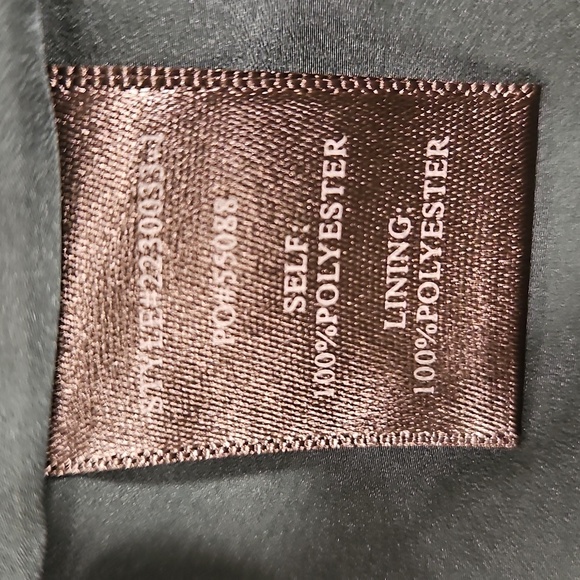 PO#55088
SELF:
100%POLYESTER
LINING:
100%POLYESTER